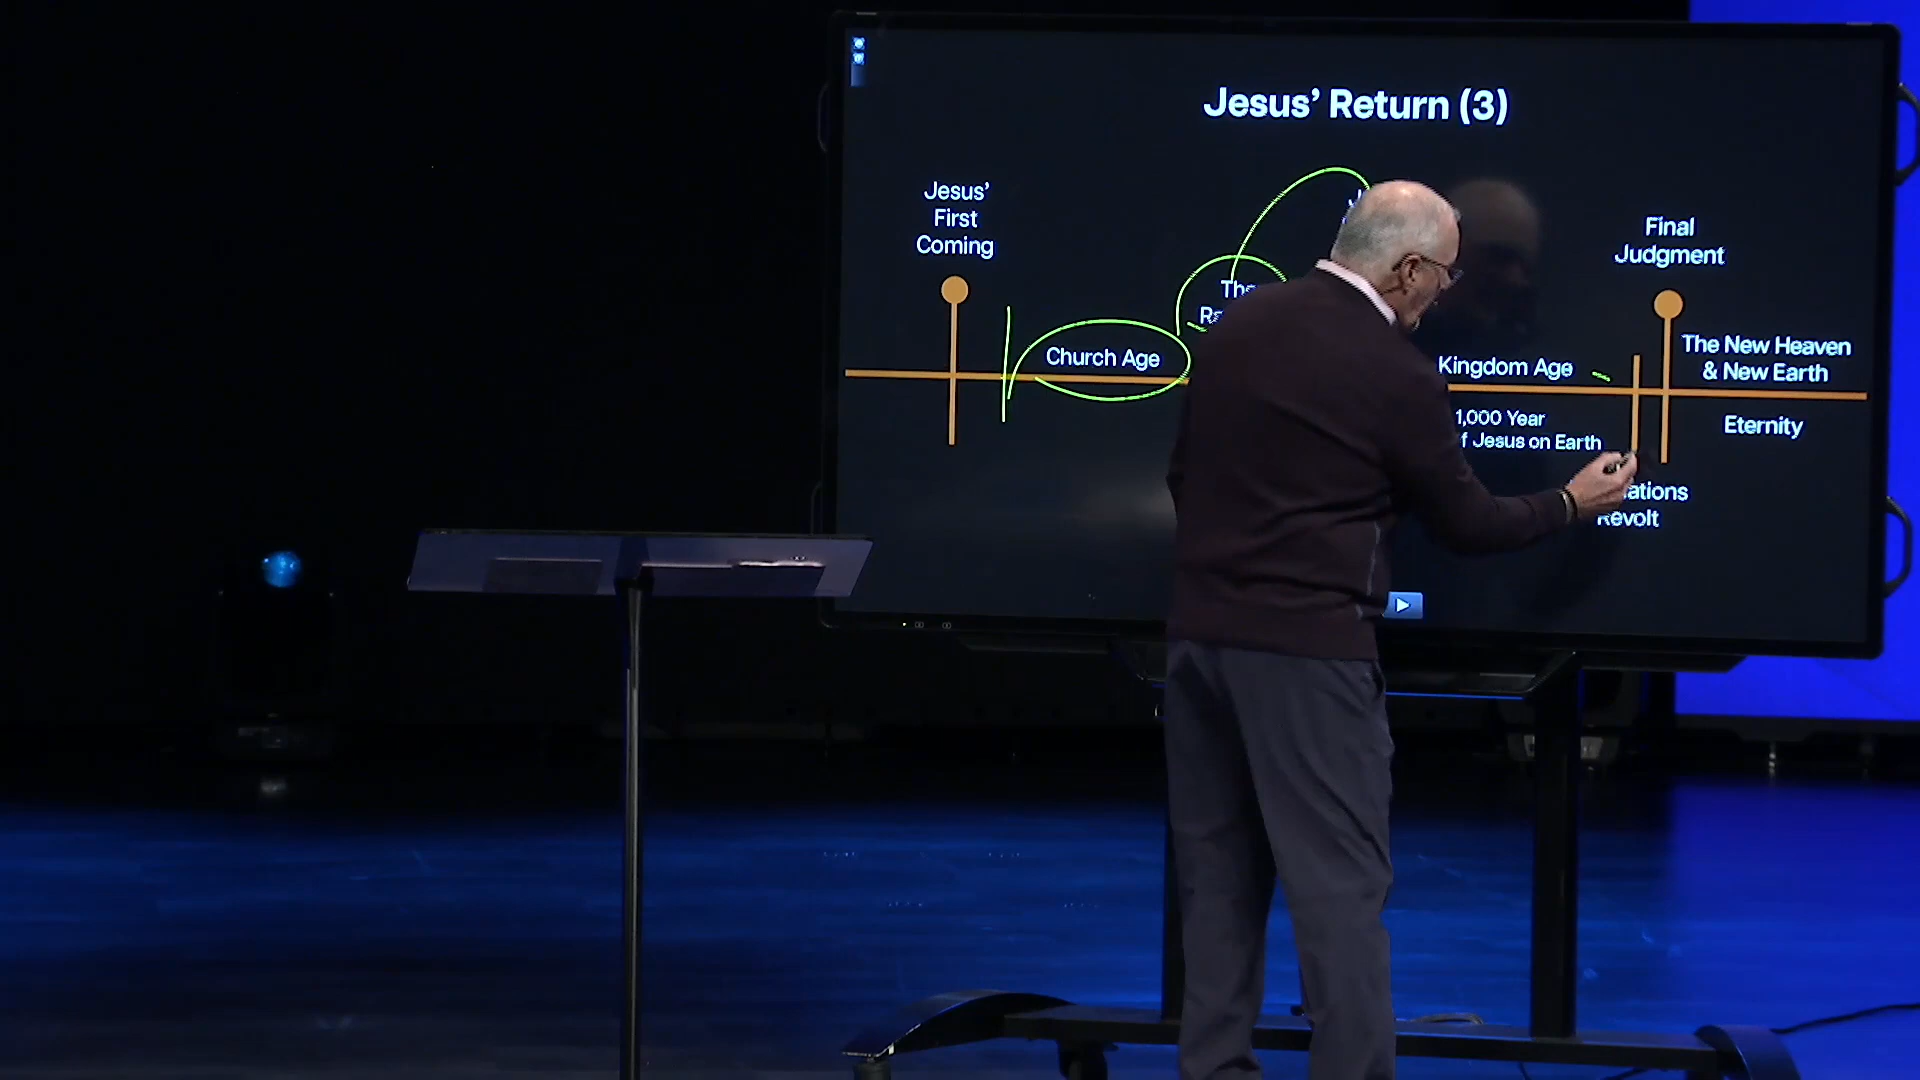 Jesus' Return (3)
Jesus'
First
Coming
Church Age
Kingdom Age
1,000 Year
Jesus on Earth
Final
Judgment
The New Heaven
& New Earth
Eternity
Revolt